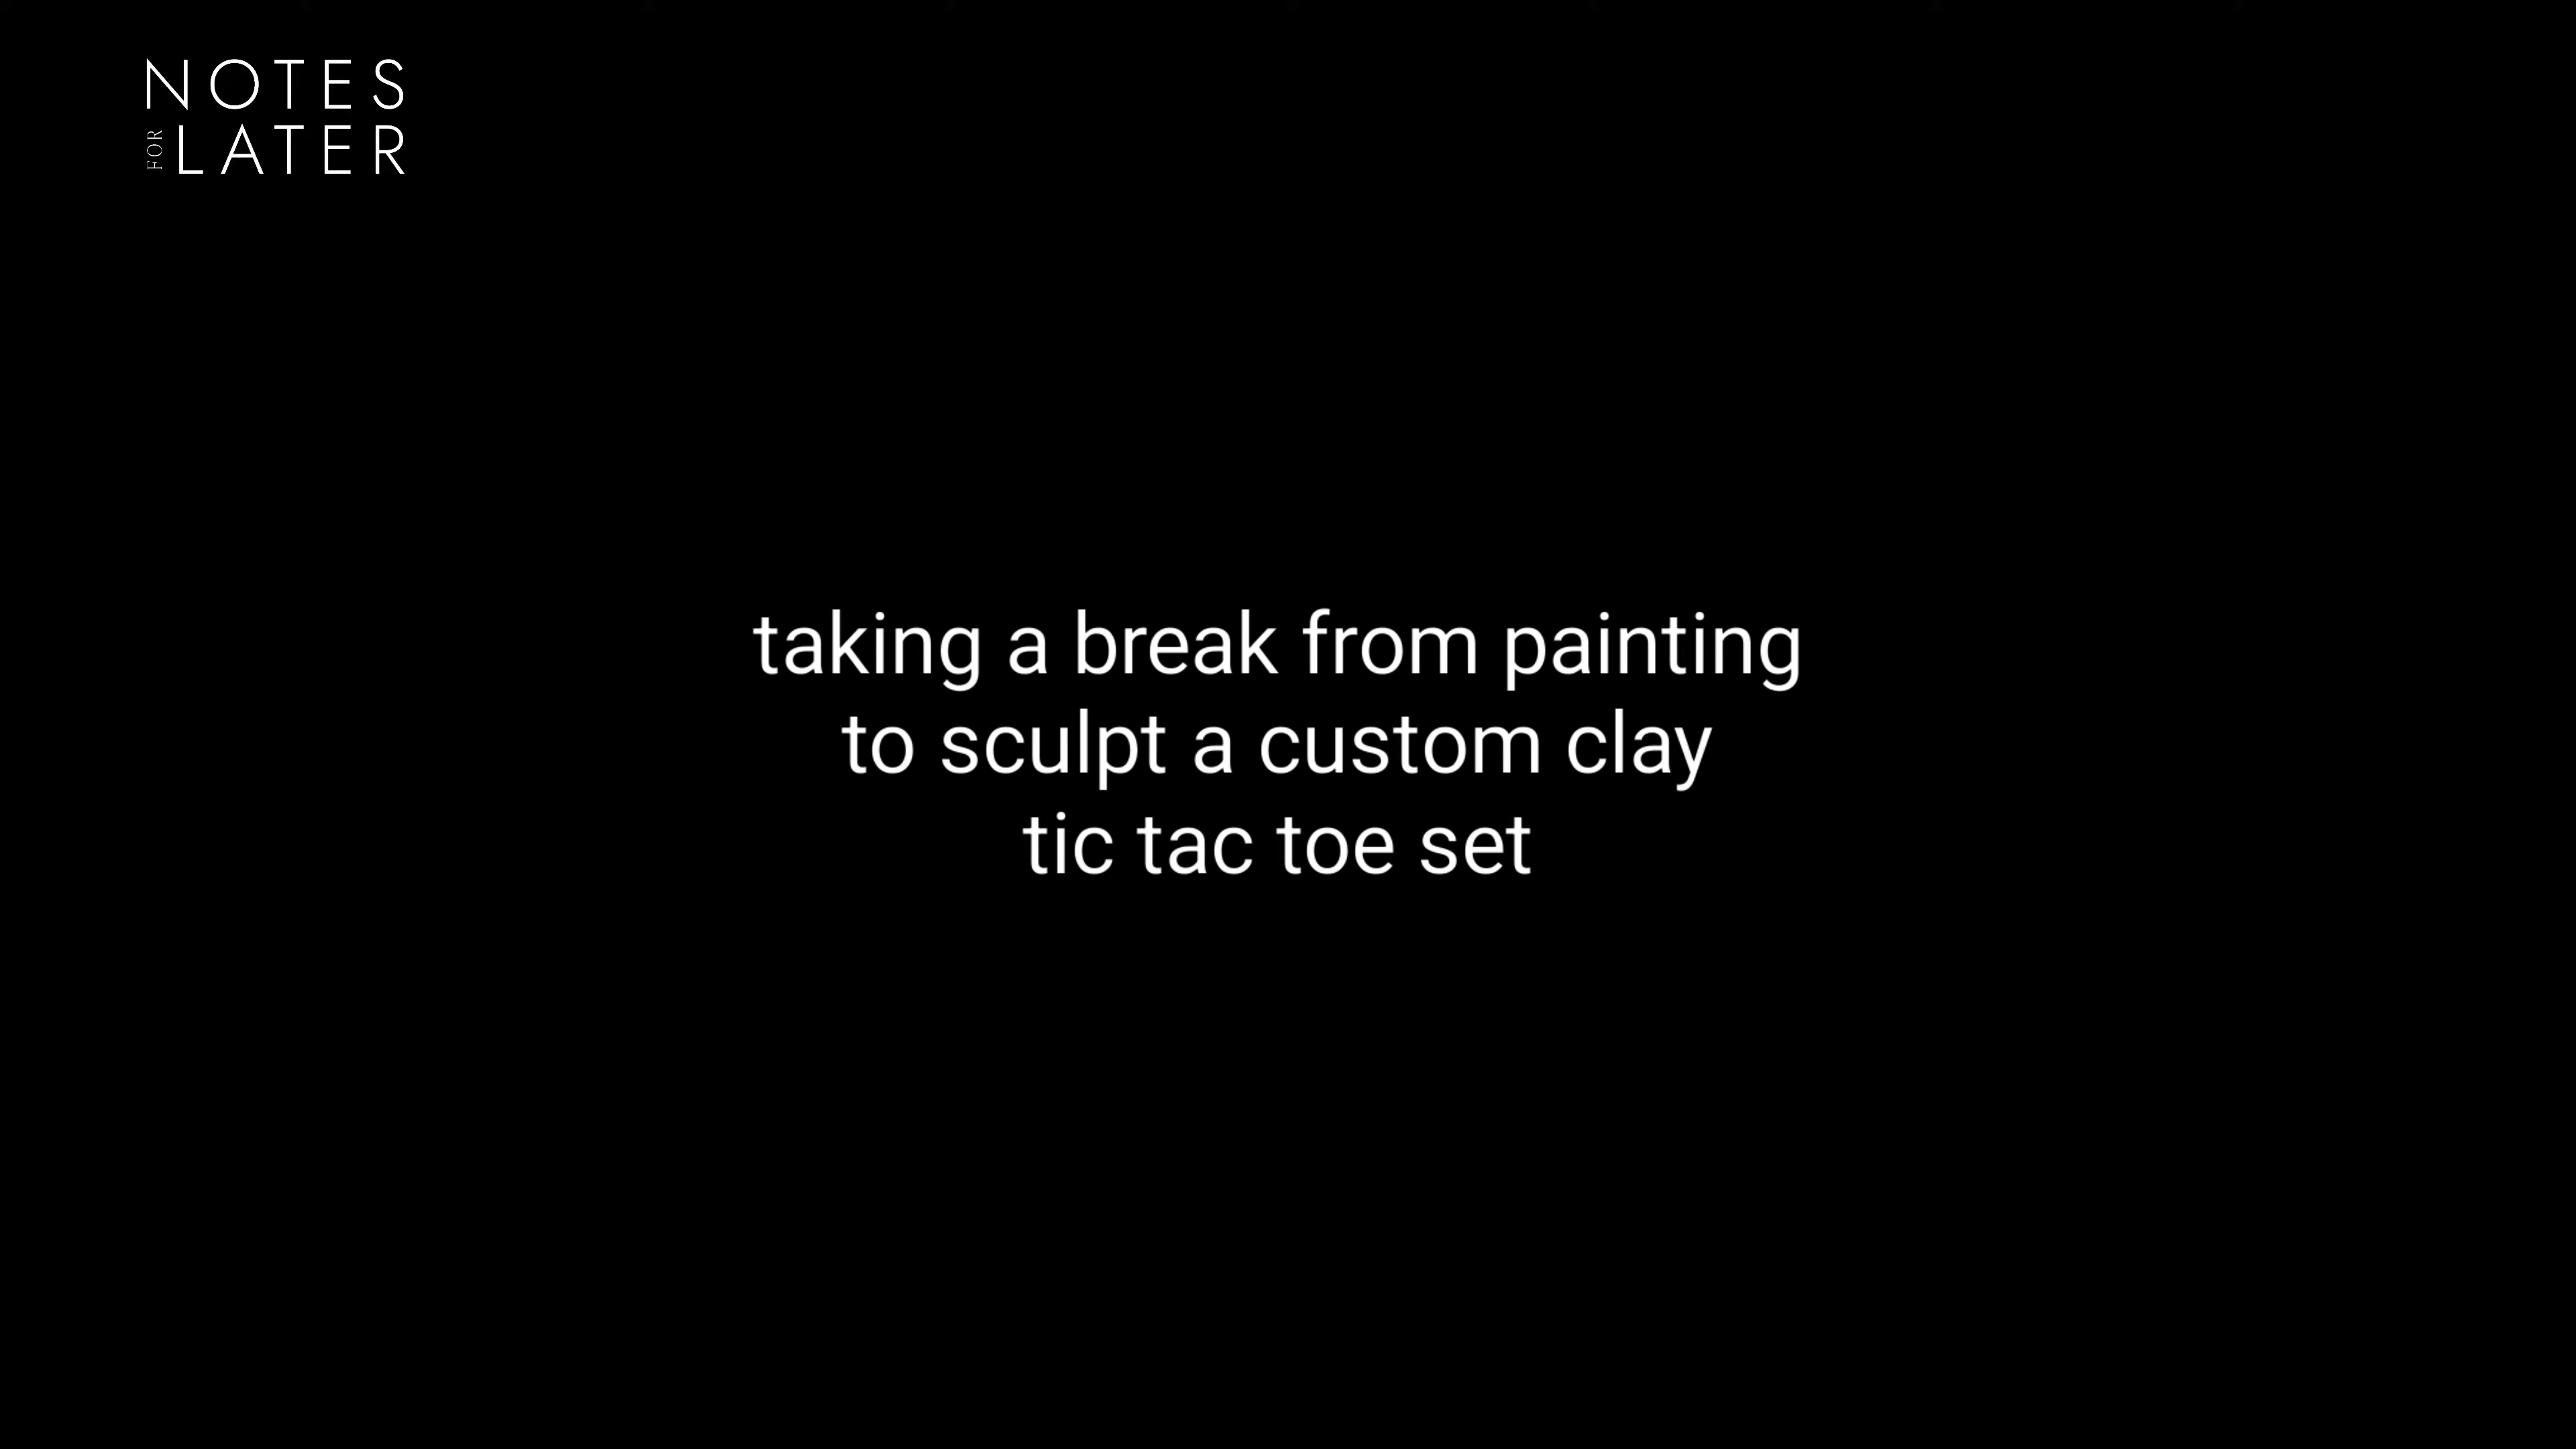 NOTES
FOR LATER
taking a break from painting
to sculpt a custom clay
tic tac toe set